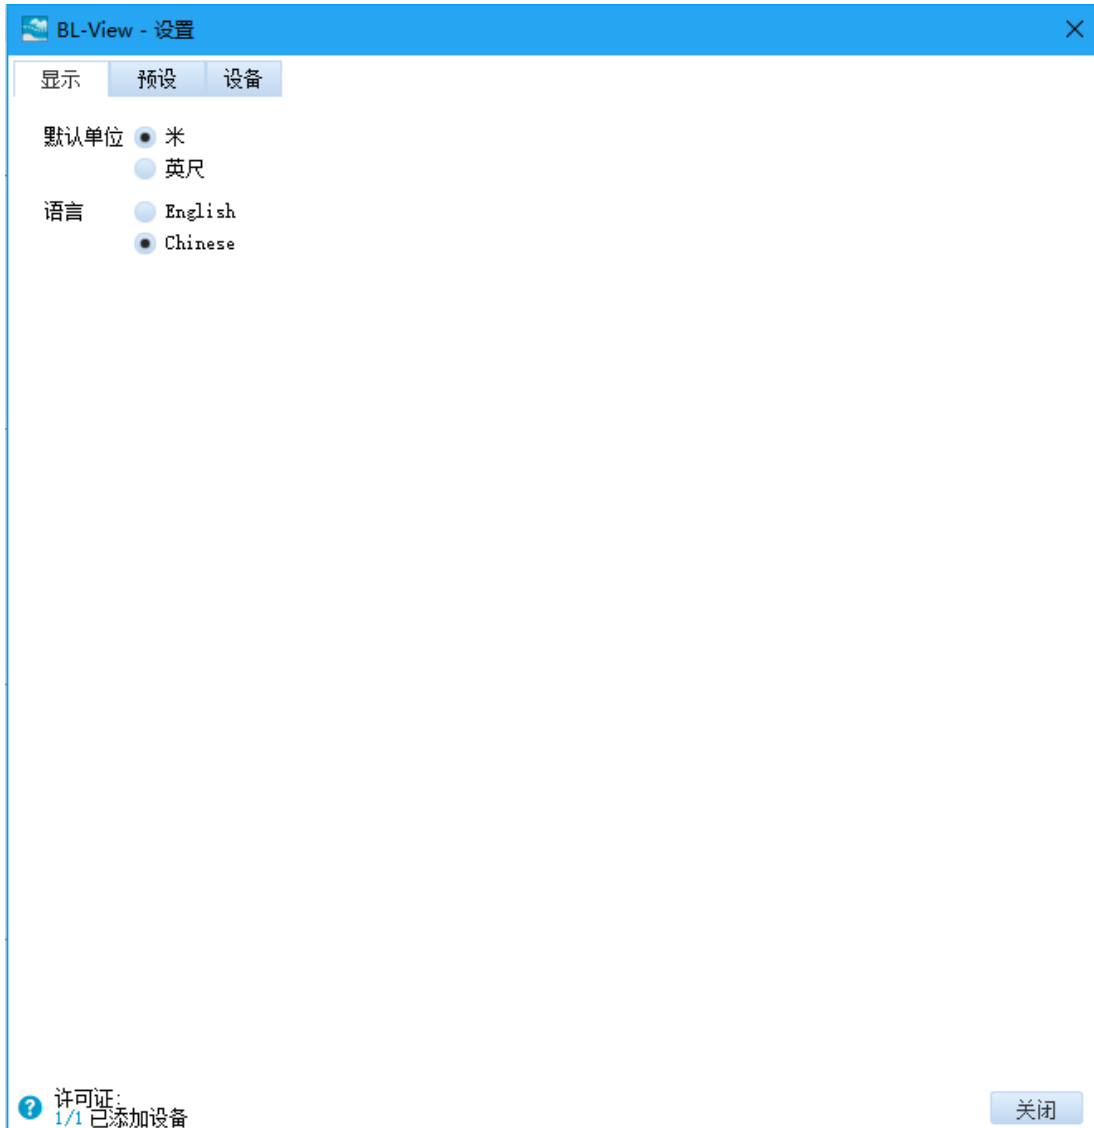 BL-View - 设置
显示 预设 设备
默认单位 米
英尺
语言 English
Chinese
许可证:
1/1 已添加设备
关闭